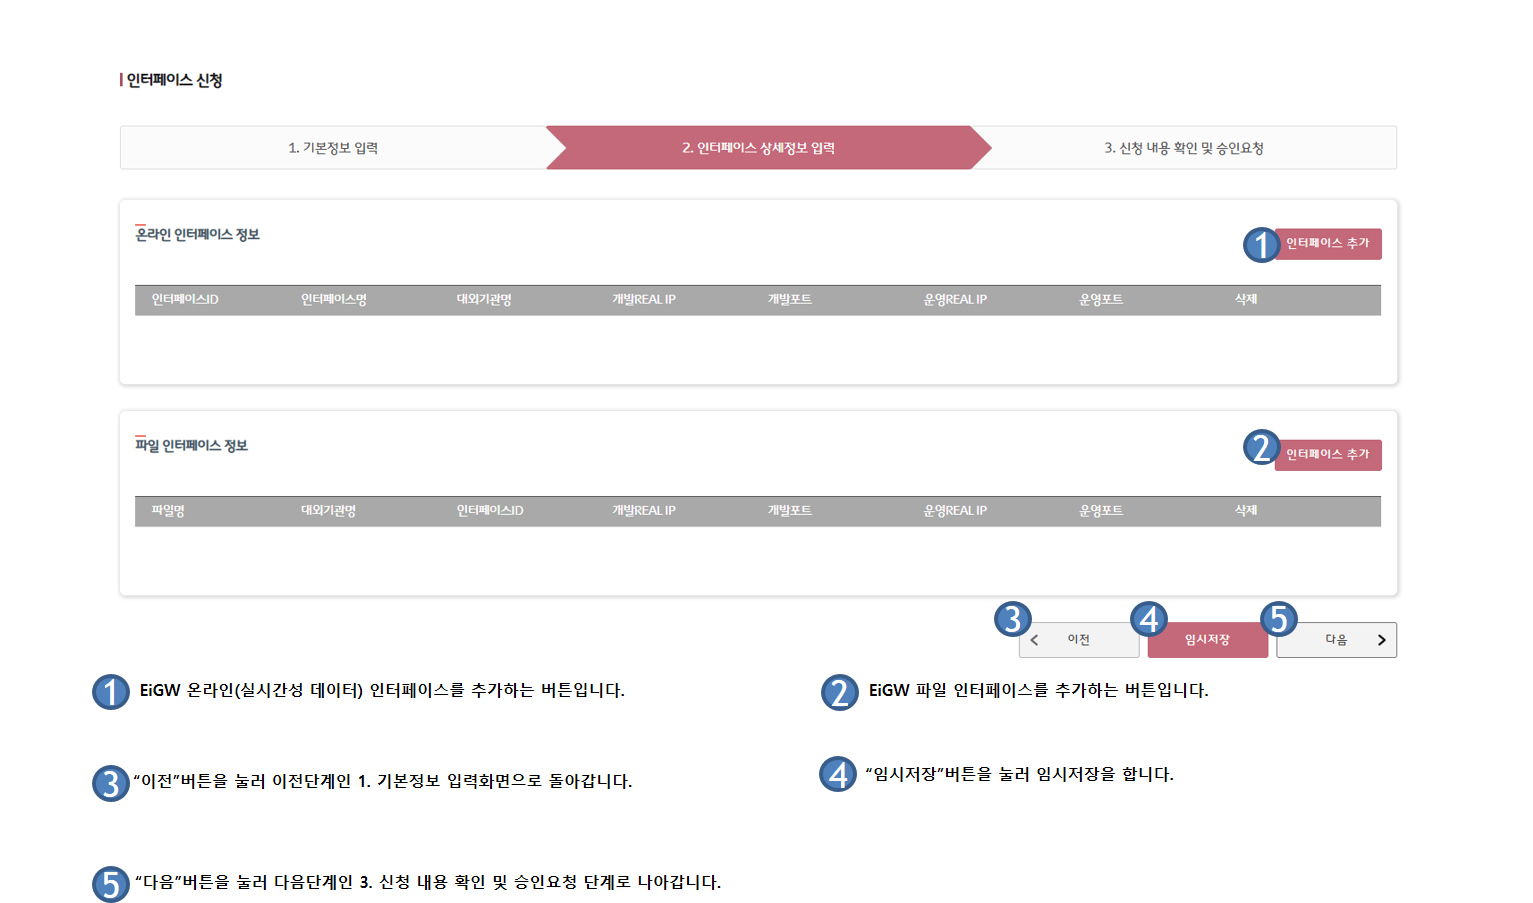 인터페이스 신청
1. 기본정보 입력
2. 인터페이스 상세정보 입력
3. 신청 내용 확인 및 승인요청
온라인 인터페이스 정보
1 인터페이스 추가
인터페이스ID 인터페이스명 대외기관명 개발REAL IP 개발포트 운영REAL IP 운영포트 삭제
파일 인터페이스 정보
2 인터페이스 추가
파일명 대외기관명 인터페이스ID 개발REAL IP 개발포트 운영REAL IP 운영포트 삭제
3 이전 4 임시저장 5 다음
1 EiGW 온라인(실시간성 데이터) 인터페이스를 추가하는 버튼입니다.
2 EiGW 파일 인터페이스를 추가하는 버튼입니다.
3 “이전”버튼을 눌러 이전단계인 1. 기본정보 입력화면으로 돌아갑니다.
4 “임시저장”버튼을 눌러 임시저장을 합니다.
5 “다음”버튼을 눌러 다음단계인 3. 신청 내용 확인 및 승인요청 단계로 나아갑니다.